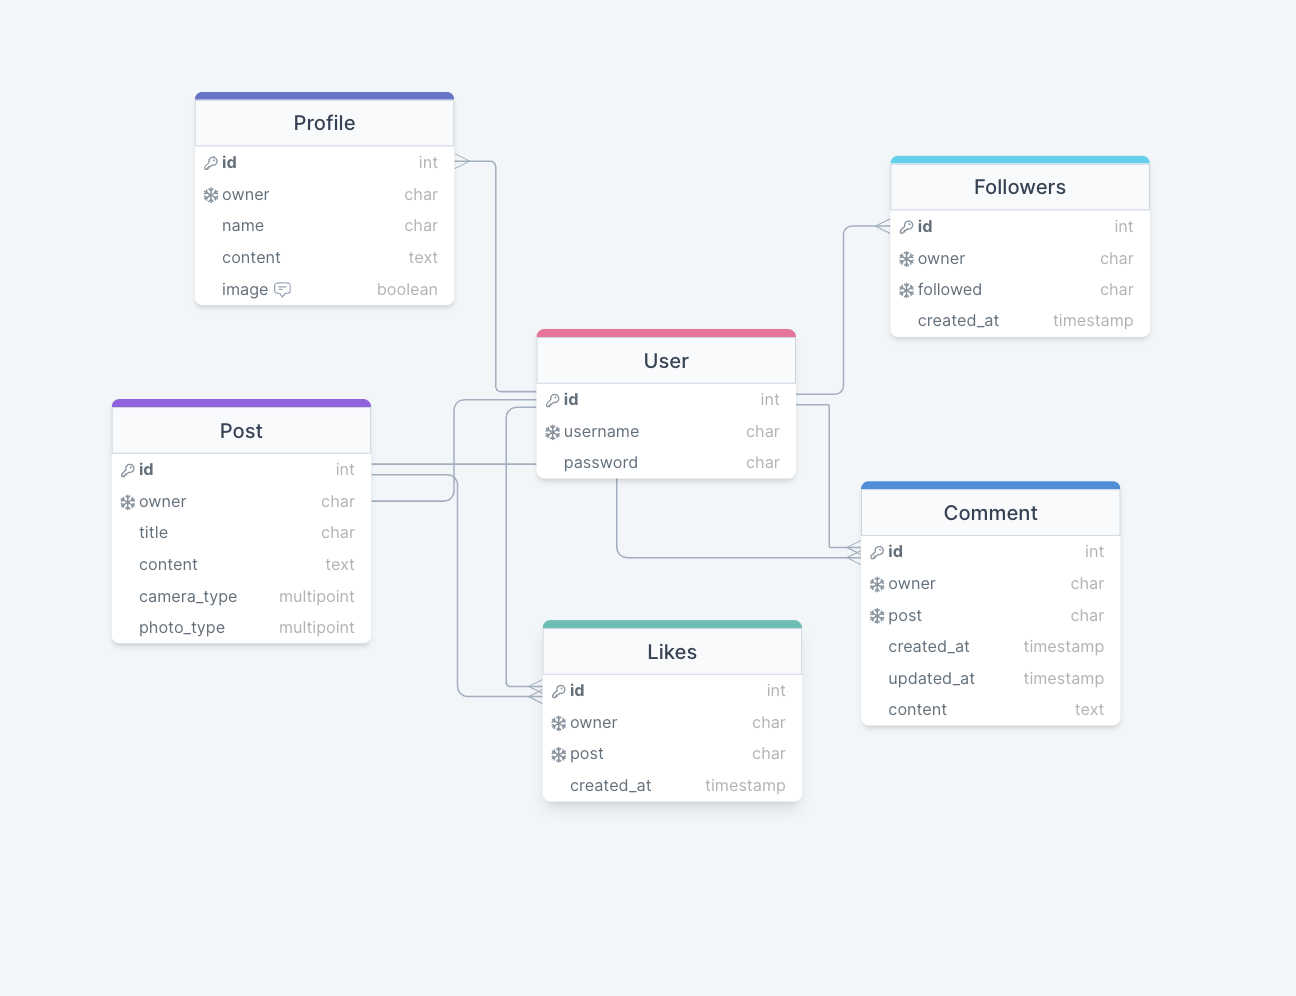 Profile
id int
owner char
name char
content text
image boolean
Followers
id int
owner char
followed char
created_at timestamp
User
id int
username char
password char
Post
id int
owner char
title char
content text
camera_type multipoint
photo_type multipoint
Comment
id int
owner char
post char
created_at timestamp
updated_at timestamp
content text
Likes
id int
owner char
post char
created_at timestamp